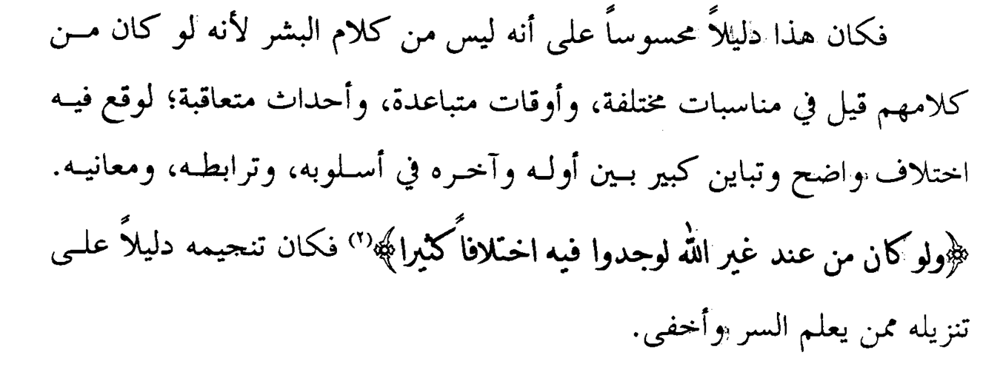 فكان هذا دليلاً محسوساً على أنه ليس من كلام البشر لأنه لو كان من
كلامهم قيل في مناسبات مختلفة، وأوقات متباعدة، وأحداث متعاقبة؛ لوقع فيه
اختلاف واضح وتباين كبير بين أوله وآخره في أسلوبه، وترابطه، ومعانيه.
﴿ولو كان من عند غير الله لوجدوا فيه اختلافاً كثيرا﴾(٢) فكان تنجيمه دليلاً على
تنزيله ممن يعلم السر وأخفى.